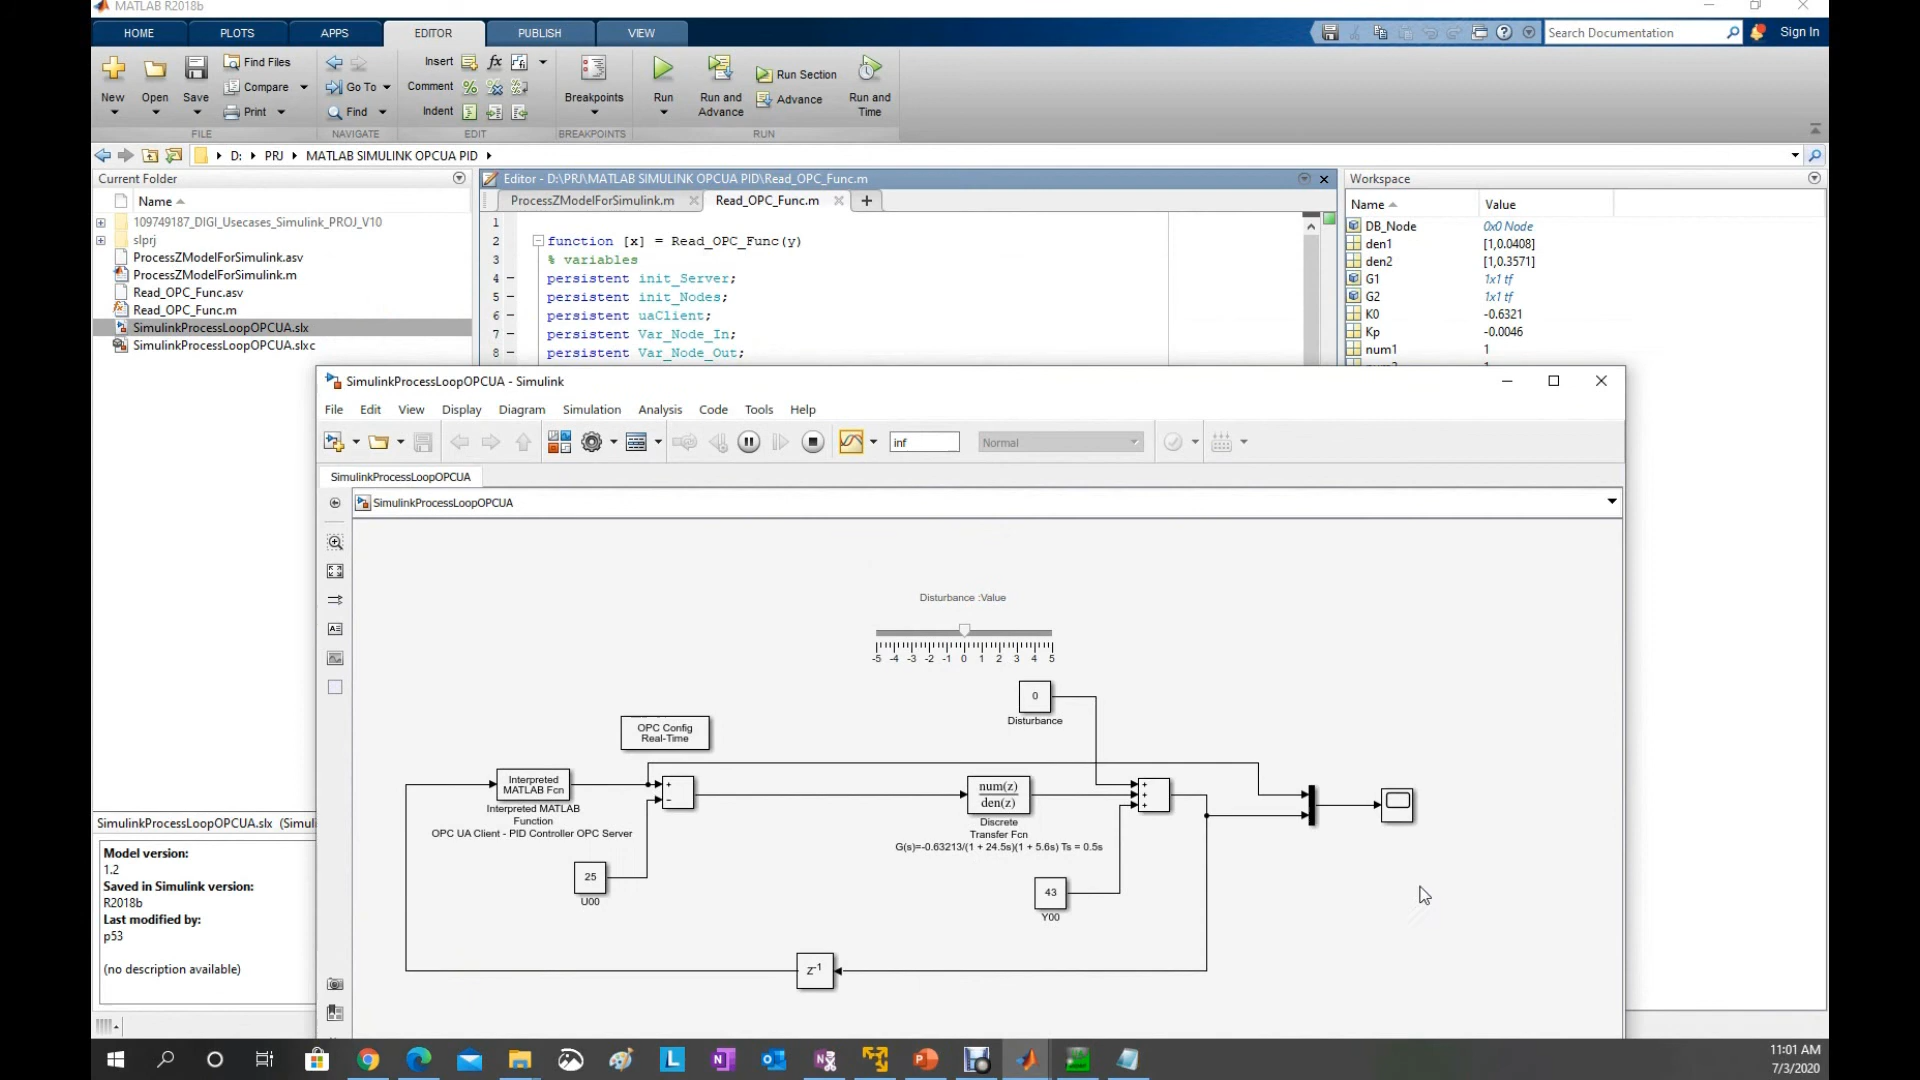 MATLAB R2018b
HOME PLOTS APPS EDITOR PUBLISH VIEW
Search Documentation Sign In
New Open Save Find Files Compare Print
FILE
Go To Find
NAVIGATE
Insert fx
Comment
Indent
EDIT
Breakpoints
BREAKPOINTS
Run Run and Advance Run Section Advance Run and Time
RUN
D: PRJ MATLAB SIMULINK OPCUA PID
Current Folder
Name
109749187_DIGI_Usecases_Simulink_PROJ_V10
slprj
ProcessZModelForSimulink.asv
ProcessZModelForSimulink.m
Read_OPC_Func.asv
Read_OPC_Func.m
SimulinkProcessLoopOPCUA.slx
SimulinkProcessLoopOPCUA.slxc
Editor - D:\PRJ\MATLAB SIMULINK OPCUA PID\Read_OPC_Func.m
ProcessZModelForSimulink.m Read_OPC_Func.m
1
2 function [x] = Read_OPC_Func(y)
3 % variables
4 persistent init_Server;
5 persistent init_Nodes;
6 persistent uaClient;
7 persistent Var_Node_In;
8 persistent Var_Node_Out;
Workspace
Name Value
DB_Node 0x0 Node
den1 [1,0.0408]
den2 [1,0.3571]
G1 1x1 tf
G2 1x1 tf
K0 -0.6321
Kp -0.0046
num1 1
SimulinkProcessLoopOPCUA - Simulink
File Edit View Display Diagram Simulation Analysis Code Tools Help
inf Normal
SimulinkProcessLoopOPCUA
SimulinkProcessLoopOPCUA
Disturbance :Value
-5 -4 -3 -2 -1 0 1 2 3 4 5
0
Disturbance
OPC Config
Real-Time
Interpreted
MATLAB Fcn
Interpreted MATLAB
Function
OPC UA Client - PID Controller OPC Server
25
U00
num(z)
den(z)
Discrete
Transfer Fcn
G(s)=-0.63213/(1 + 24.5s)(1 + 5.6s) Ts = 0.5s
43
Y00
z-1
SimulinkProcessLoopOPCUA.slx (Simuli
Model version:
1.2
Saved in Simulink version:
R2018b
Last modified by:
p53
(no description available)
11:01 AM
7/3/2020